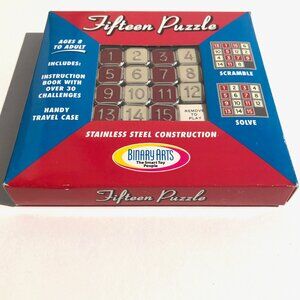 Fifteen Puzzle
AGES 8
TO ADULT
INCLUDES:
INSTRUCTION
BOOK WITH
OVER 30
CHALLENGES
HANDY
TRAVEL CASE
1 2 4
5 6 7 8
9 10 11 12
13 14 15
REMOVE
TO
PLAY
SCRAMBLE
SOLVE
STAINLESS STEEL CONSTRUCTION
BINARY ARTS
The Smart Toy
People
Fifteen Puzzle